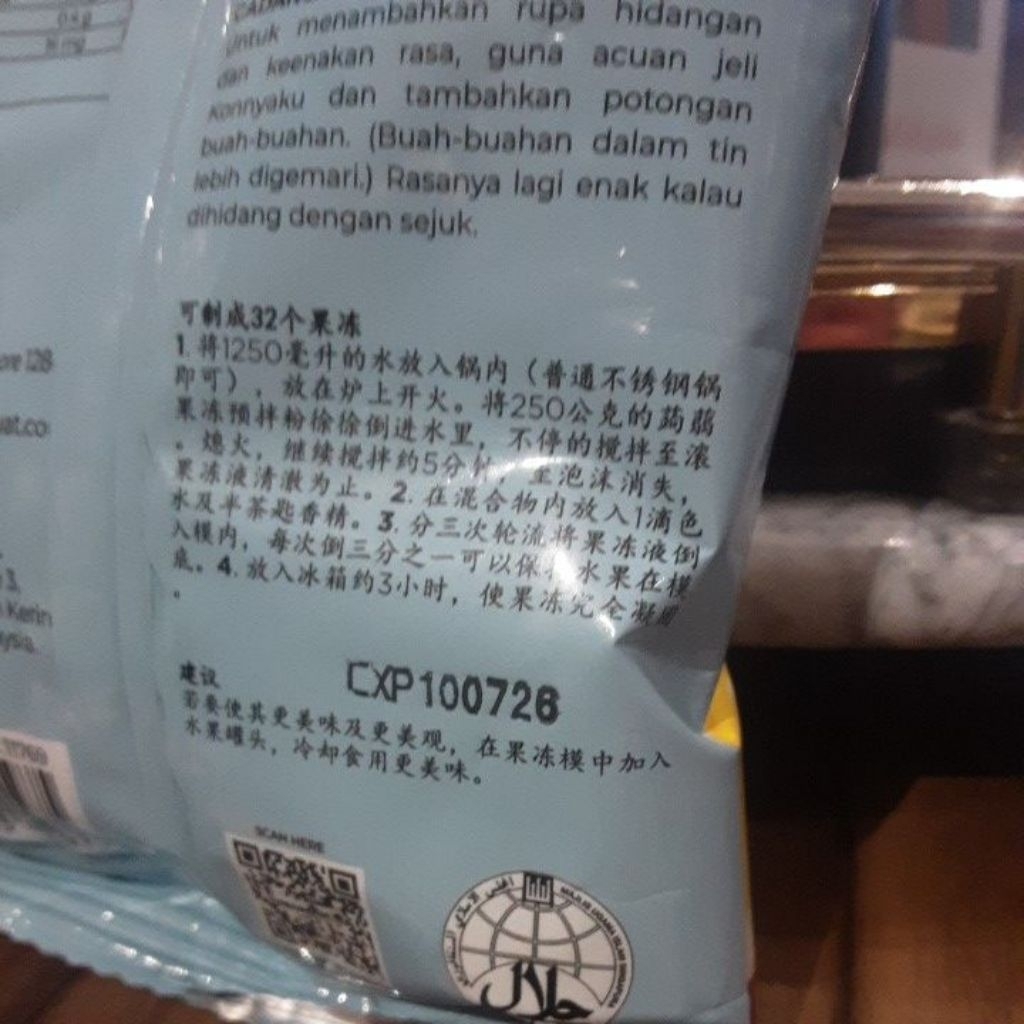 0 kg
untuk menambahkan rupa hidangan
dan keenakan rasa, guna acuan jeli
Konnyaku dan tambahkan potongan
buah-buahan. (Buah-buahan dalam tin
lebih digemari.) Rasanya lagi enak kalau
dihidang dengan sejuk.
可制成32个果冻
1. 将1250毫升的水放入锅内（普通不锈钢锅
即可），放在炉上开火。将250公克的蒟蒻
果冻预拌粉徐徐倒进水里，不停的搅拌至滚
。熄火，继续搅拌约5分钟，至泡沫消失，
果冻液清澈为止。2. 在混合物内放入1滴色
水及半茶匙香精。3. 分三次轮流将果冻液倒
入模内，每次倒三分之一可以保 水果在模
底。4. 放入冰箱约3小时，使果冻完全凝
。
EXP 100726
建议
若要使其更美味及更美观，在果冻模中加入
水果罐头，冷却食用更美味。
SCAN HERE
حلال